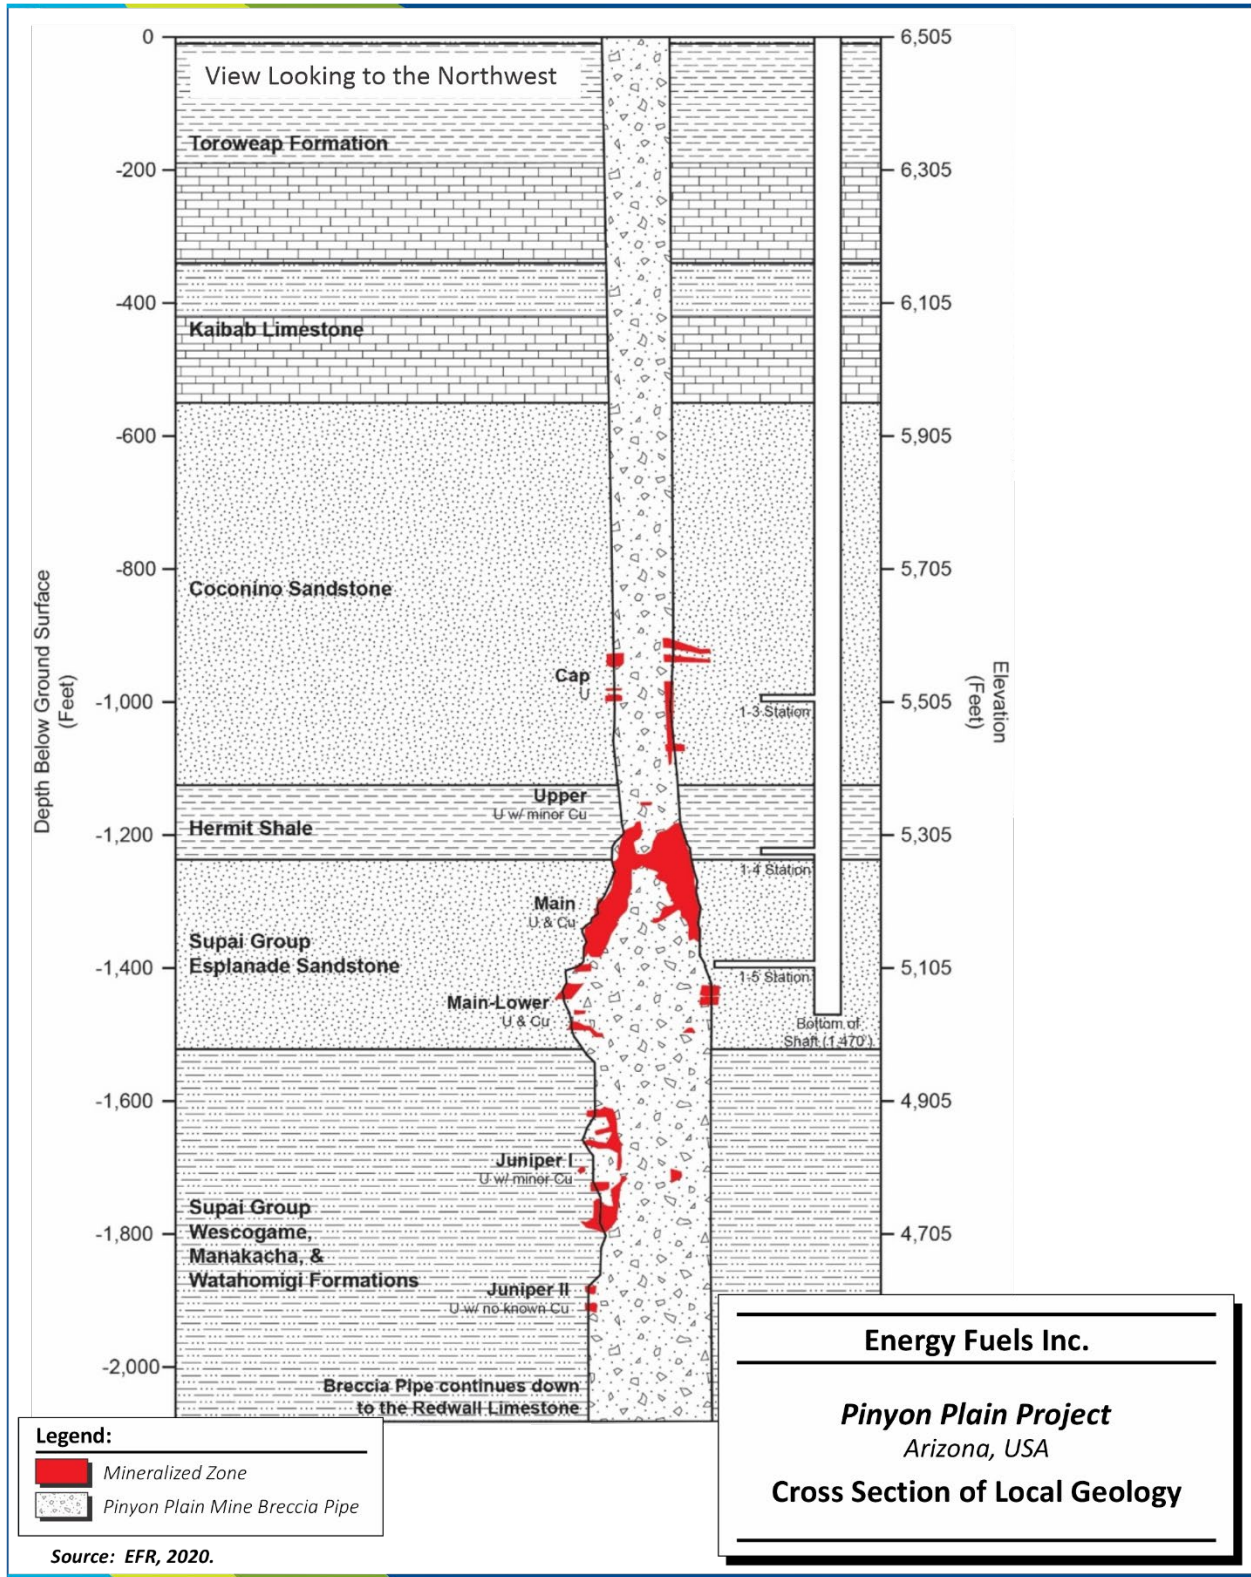 View Looking to the Northwest
0
-200
-400
-600
-800
-1,000
-1,200
-1,400
-1,600
-1,800
-2,000
Depth Below Ground Surface
(Feet)
6,505
6,305
6,105
5,905
5,705
5,505
5,305
5,105
4,905
4,705
Elevation
(Feet)
Toroweap Formation
Kaibab Limestone
Coconino Sandstone
Cap
U
1-3 Station
Upper
U w/ minor Cu
Hermit Shale
1-4 Station
Main
U & Cu
Supai Group
Esplanade Sandstone
1-5 Station
Main-Lower
U & Cu
Bottom of
Shaft (1,470')
Juniper I
U w/ minor Cu
Supai Group
Wescogame,
Manakacha, &
Watahomigi Formations
Juniper II
U w/ no known Cu
Breccia Pipe continues down
to the Redwall Limestone
Legend:
Mineralized Zone
Pinyon Plain Mine Breccia Pipe
Source: EFR, 2020.
Energy Fuels Inc.
Pinyon Plain Project
Arizona, USA
Cross Section of Local Geology